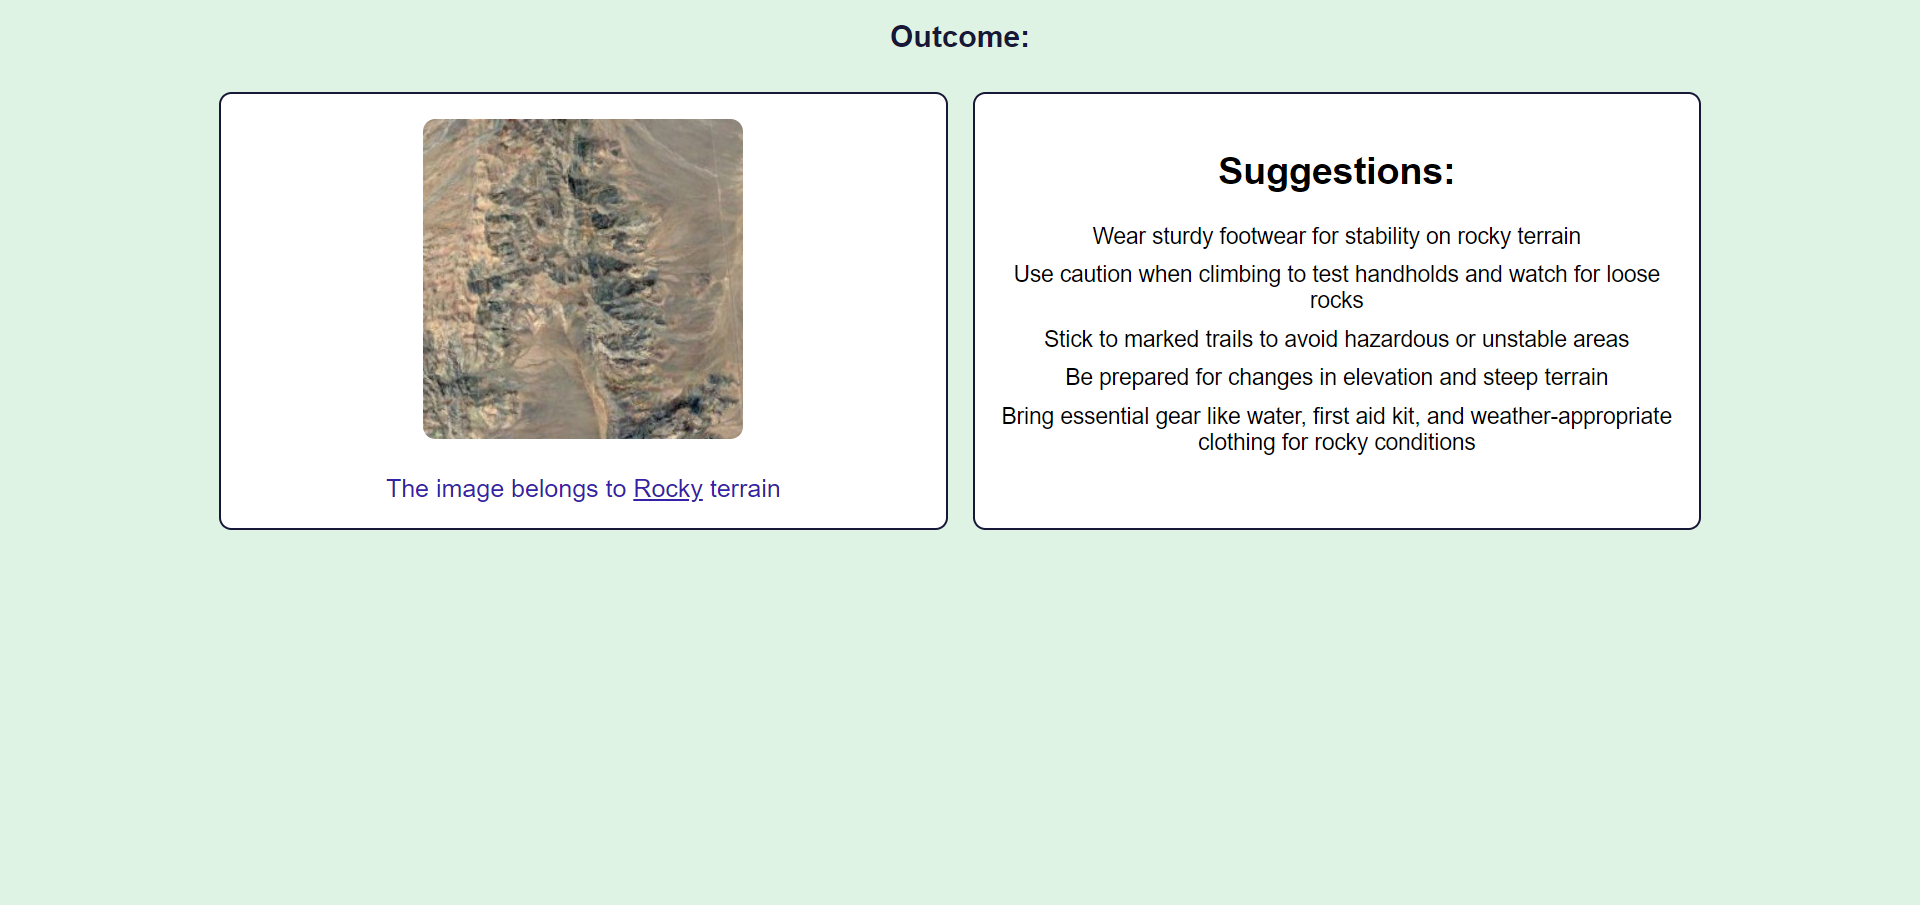 Outcome:
The image belongs to Rocky terrain
Suggestions:
Wear sturdy footwear for stability on rocky terrain
Use caution when climbing to test handholds and watch for loose
rocks
Stick to marked trails to avoid hazardous or unstable areas
Be prepared for changes in elevation and steep terrain
Bring essential gear like water, first aid kit, and weather-appropriate
clothing for rocky conditions